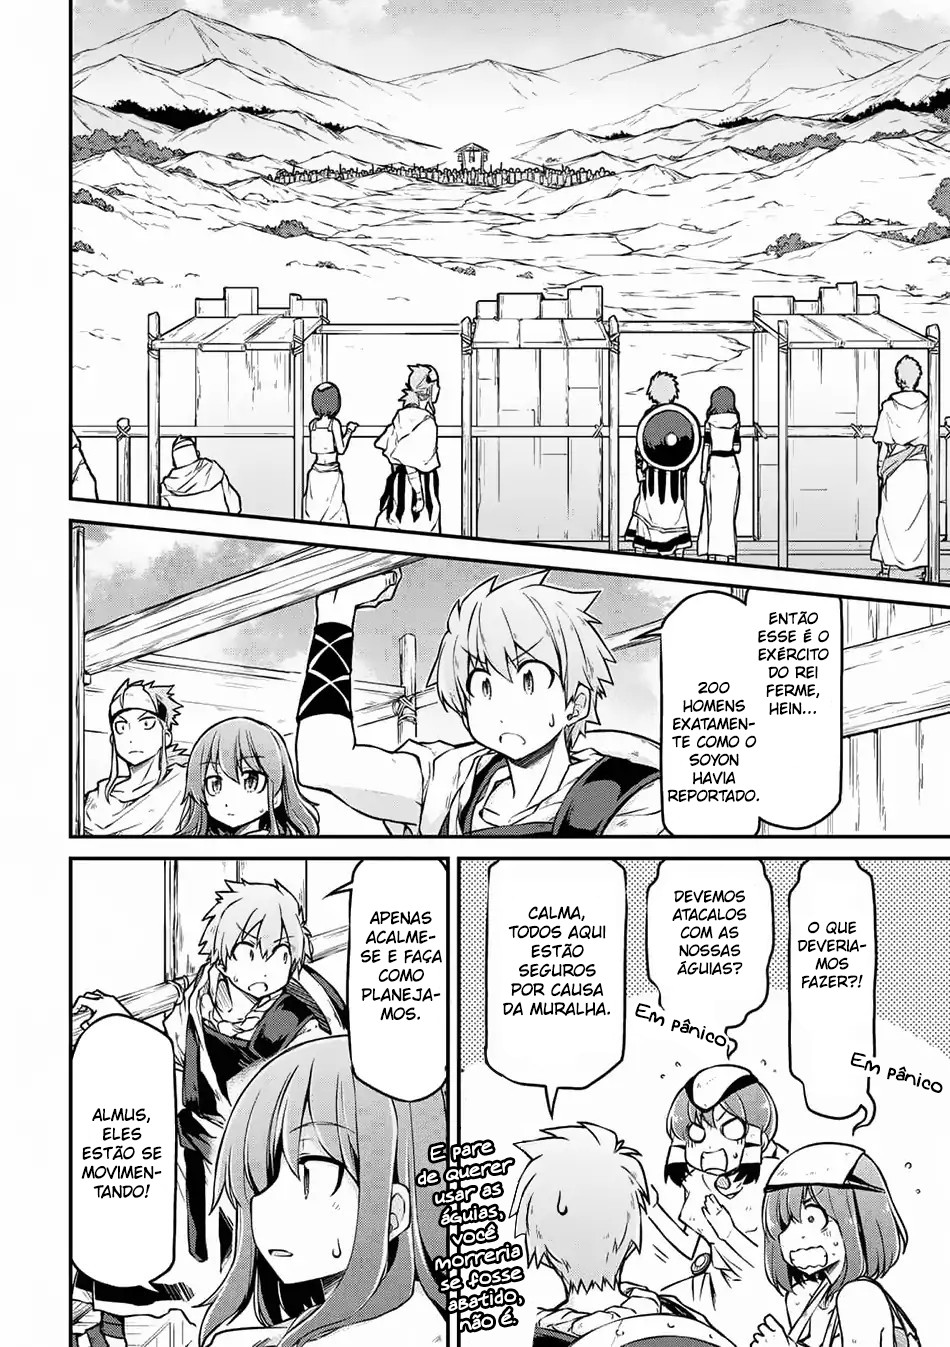 ENTÃO
ESSE É O
EXÉRCITO
DO REI
FERME,
HEIN...
200
HOMENS
EXATAMEN-
TE COMO O
SOYON
HAVIA
REPORTADO.
O QUE
DEVERIA-
MOS
FAZER?!
Em pânico
DEVEMOS
ATACALOS
COM AS
NOSSAS
ÁGUIAS?
Em pânico
CALMA,
TODOS AQUI
ESTÃO
SEGUROS
POR CAUSA
DA MURALHA.
E pare
de querer
usar as
águias,
você
morreria
se fosse
abatido,
não é.
APENAS
ACALME-
SE E FAÇA
COMO
PLANEJA-
MOS.
ALMUS,
ELES
ESTÃO SE
MOVIMEN-
TANDO!